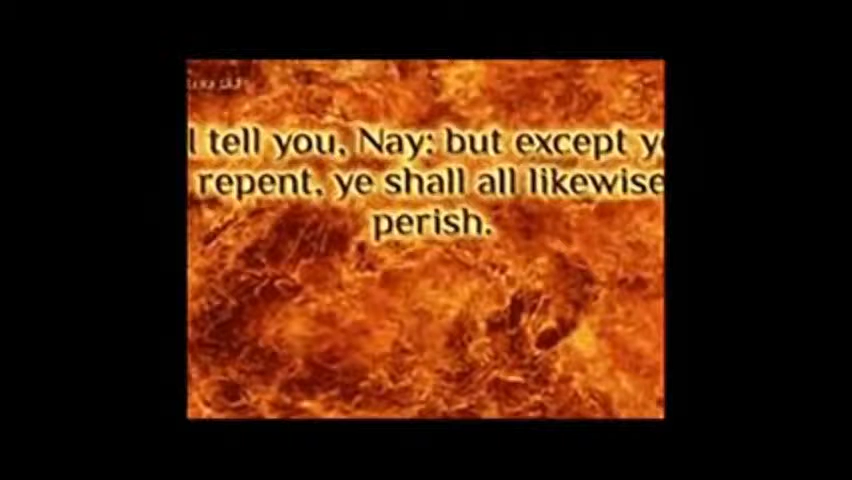 I tell you, Nay: but except y
repent, ye shall all likewise
perish.